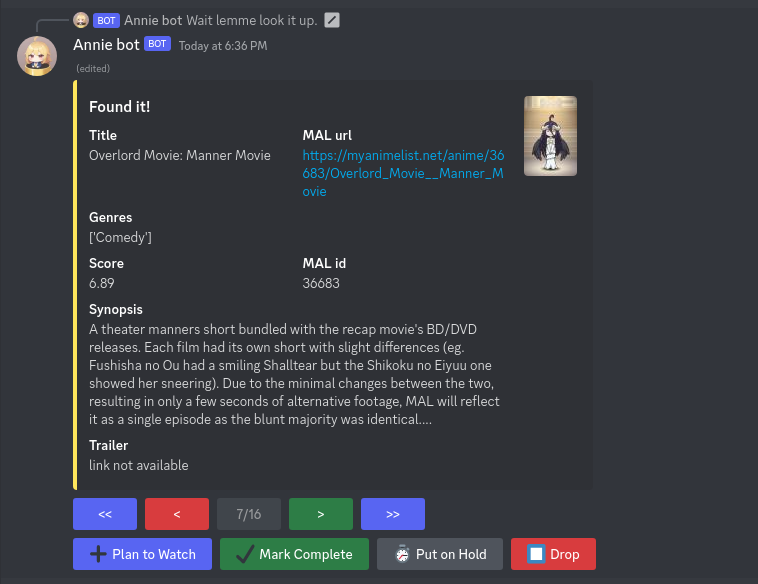 BOT Annie bot Wait lemme look it up.
Annie bot BOT Today at 6:36 PM
(edited)
Found it!
Title MAL url
Overlord Movie: Manner Movie https://myanimelist.net/anime/36
683/Overlord_Movie__Manner_M
ovie
Genres
['Comedy']
Score MAL id
6.89 36683
Synopsis
A theater manners short bundled with the recap movie's BD/DVD
releases. Each film had its own short with slight differences (eg.
Fushisha no Ou had a smiling Shalltear but the Shikoku no Eiyuu one
showed her sneering). Due to the minimal changes between the two,
resulting in only a few seconds of alternative footage, MAL will reflect
it as a single episode as the blunt majority was identical....
Trailer
link not available
<< < 7/16 > >>
Plan to Watch Mark Complete Put on Hold Drop